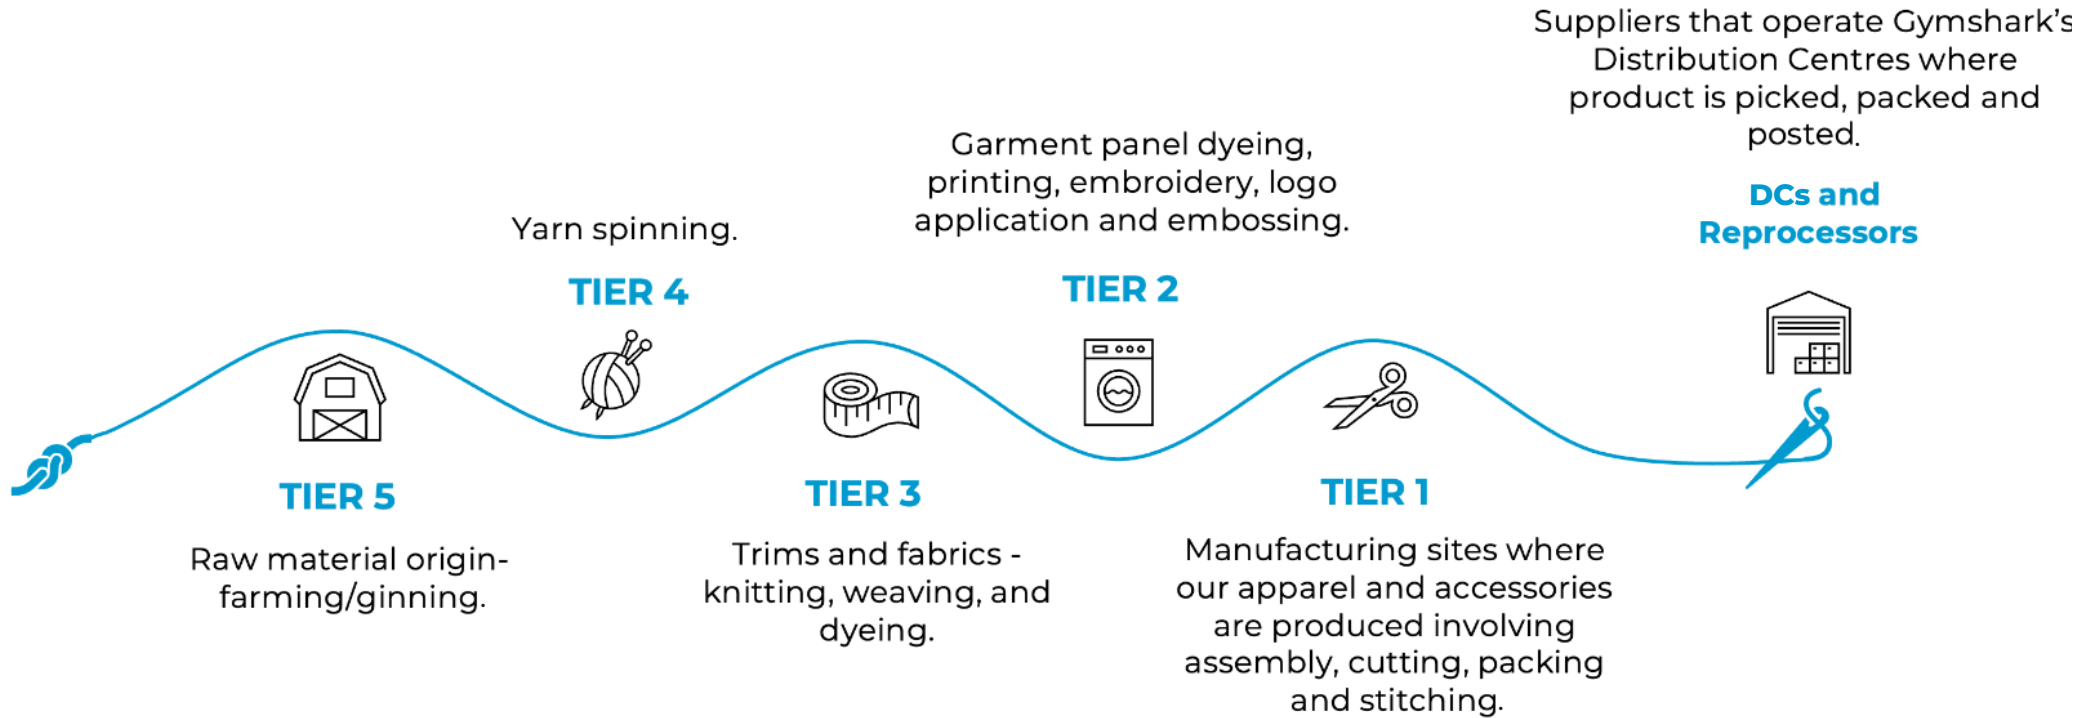 Raw material origin-
farming/ginning.
TIER 5
Yarn spinning.
TIER 4
TIER 3
Trims and fabrics -
knitting, weaving, and
dyeing.
Garment panel dyeing,
printing, embroidery, logo
application and embossing.
TIER 2
TIER 1
Manufacturing sites where
our apparel and accessories
are produced involving
assembly, cutting, packing
and stitching.
Suppliers that operate Gymshark's
Distribution Centres where
product is picked, packed and
posted.
DCs and
Reprocessors